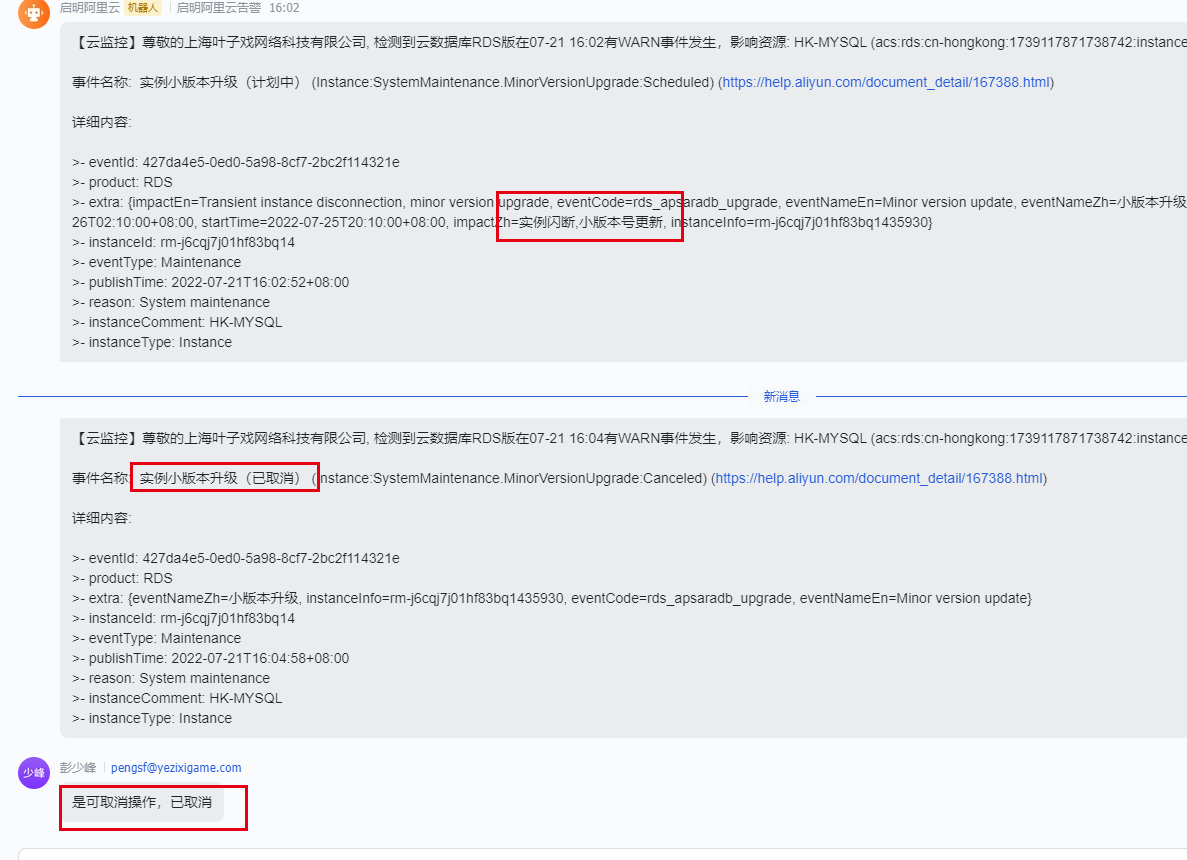 启明阿里云 机器人 启明阿里云告警 16:02
【云监控】尊敬的上海叶子戏网络科技有限公司, 检测到云数据库RDS版在07-21 16:02有WARN事件发生，影响资源: HK-MYSQL (acs:rds:cn-hongkong:1739117871738742:instance
事件名称: 实例小版本升级（计划中） (Instance:SystemMaintenance.MinorVersionUpgrade:Scheduled) (https://help.aliyun.com/document_detail/167388.html)
详细内容:
>- eventId: 427da4e5-0ed0-5a98-8cf7-2bc2f114321e
>- product: RDS
>- extra: {impactEn=Transient instance disconnection, minor version upgrade, eventCode=rds_apsaradb_upgrade, eventNameEn=Minor version update, eventNameZh=小版本升级
26T02:10:00+08:00, startTime=2022-07-25T20:10:00+08:00, impactZh=实例闪断,小版本号更新, instanceInfo=rm-j6cqj7j01hf83bq1435930}
>- instanceId: rm-j6cqj7j01hf83bq14
>- eventType: Maintenance
>- publishTime: 2022-07-21T16:02:52+08:00
>- reason: System maintenance
>- instanceComment: HK-MYSQL
>- instanceType: Instance
新消息
【云监控】尊敬的上海叶子戏网络科技有限公司, 检测到云数据库RDS版在07-21 16:04有WARN事件发生，影响资源: HK-MYSQL (acs:rds:cn-hongkong:1739117871738742:instance
事件名称: 实例小版本升级（已取消） (Instance:SystemMaintenance.MinorVersionUpgrade:Canceled) (https://help.aliyun.com/document_detail/167388.html)
详细内容:
>- eventId: 427da4e5-0ed0-5a98-8cf7-2bc2f114321e
>- product: RDS
>- extra: {eventNameZh=小版本升级, instanceInfo=rm-j6cqj7j01hf83bq1435930, eventCode=rds_apsaradb_upgrade, eventNameEn=Minor version update}
>- instanceId: rm-j6cqj7j01hf83bq14
>- eventType: Maintenance
>- publishTime: 2022-07-21T16:04:58+08:00
>- reason: System maintenance
>- instanceComment: HK-MYSQL
>- instanceType: Instance
少峰 彭少峰 pengsf@yezixigame.com
是可取消操作，已取消